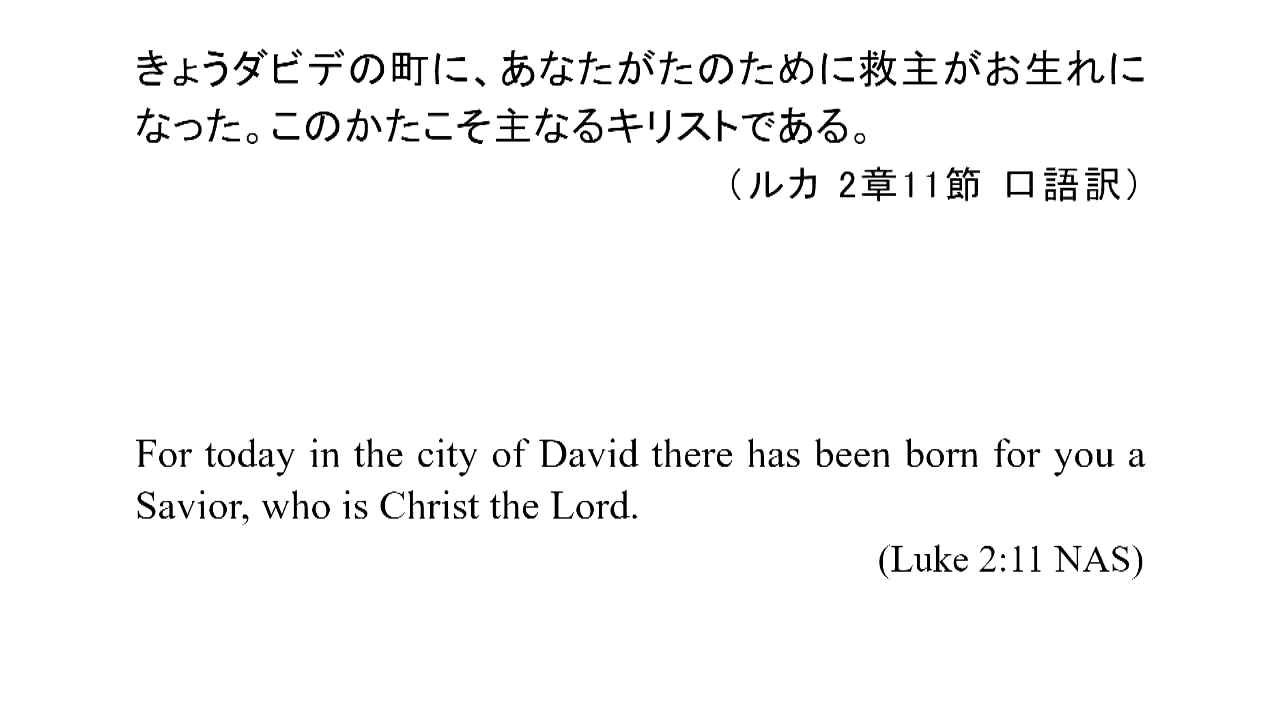 きょうダビデの町に、あなたがたのために救主がお生れに
なった。このかたこそ主なるキリストである。
（ルカ 2章11節 口語訳）
For today in the city of David there has been born for you a
Savior, who is Christ the Lord.
(Luke 2:11 NAS)